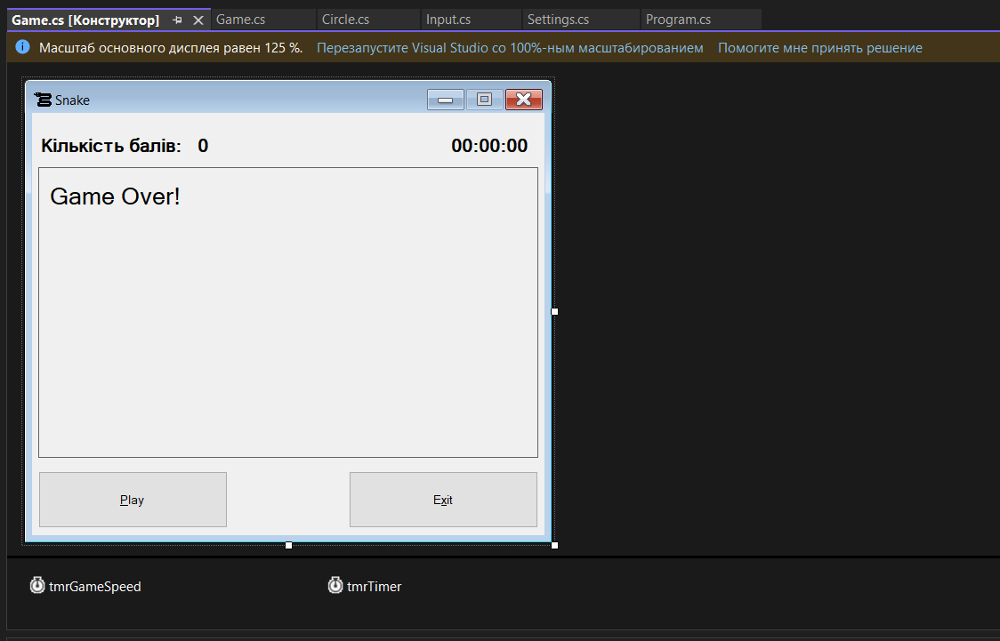 Game.cs [Конструктор] Game.cs Circle.cs Input.cs Settings.cs Program.cs
Масштаб основного дисплея равен 125 %. Перезапустите Visual Studio со 100%-ным масштабированием Помогите мне принять решение
Snake
Кількість балів: 0 00:00:00
Game Over!
Play Exit
tmrGameSpeed tmrTimer